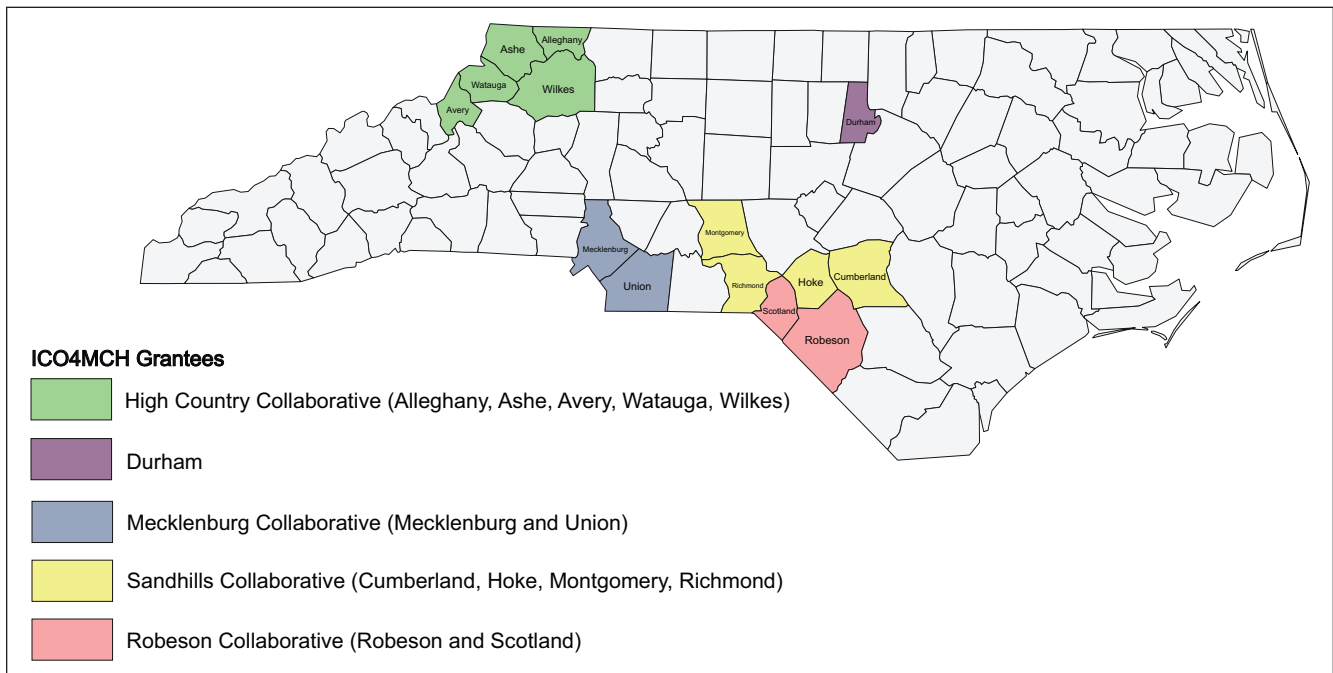 Alleghany
Ashe
Watauga
Wilkes
Avery
Durham
Montgomery
Mecklenburg
Cumberland
Hoke
Union
Richmond
Scotland
Robeson
ICO4MCH Grantees
High Country Collaborative (Alleghany, Ashe, Avery, Watauga, Wilkes)
Durham
Mecklenburg Collaborative (Mecklenburg and Union)
Sandhills Collaborative (Cumberland, Hoke, Montgomery, Richmond)
Robeson Collaborative (Robeson and Scotland)